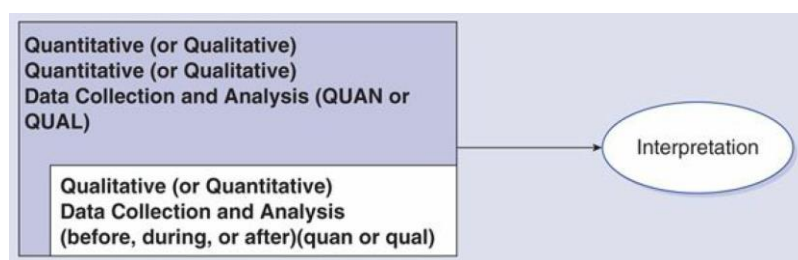 Quantitative (or Qualitative)
Quantitative (or Qualitative)
Data Collection and Analysis (QUAN or
QUAL)
Qualitative (or Quantitative)
Data Collection and Analysis
(before, during, or after)(quan or qual)
Interpretation